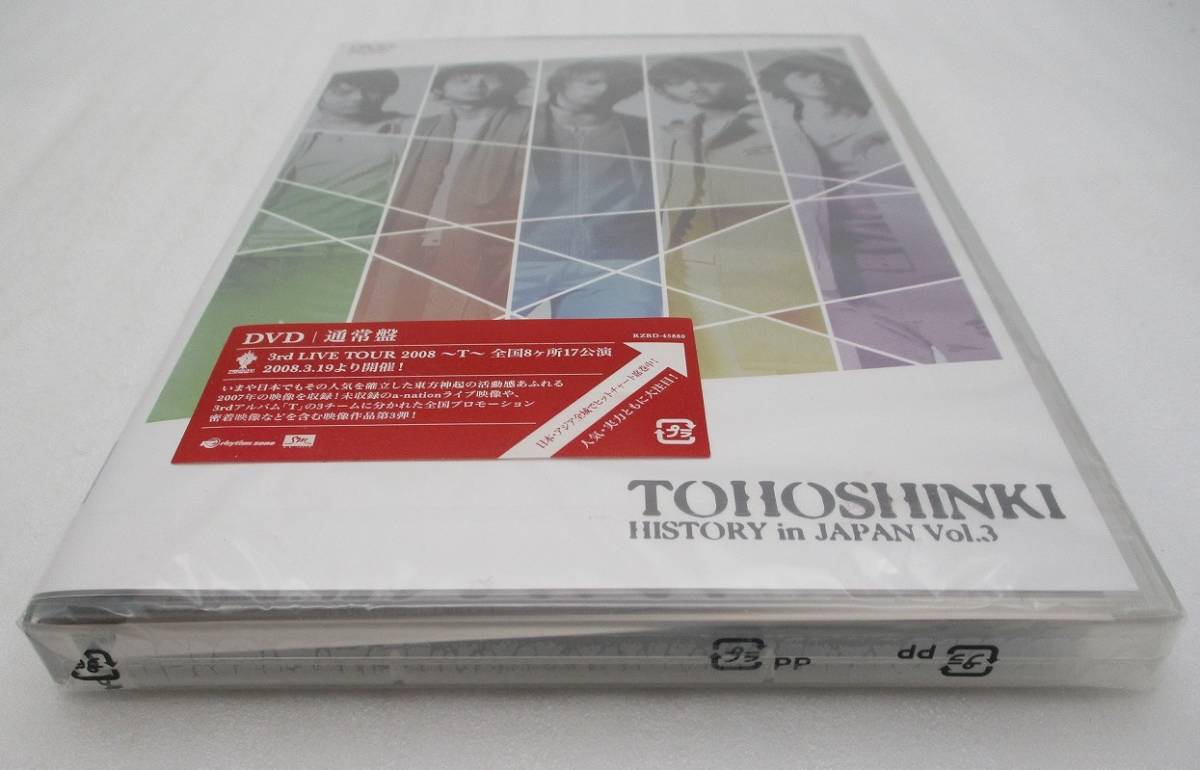 DVD
DVD | 通常盤
RZBD-45880
3rd LIVE TOUR 2008 ~T~ 全国8ヶ所17公演
2008.3.19より開催!
いまや日本でもその人気を確立した東方神起の活動感あふれる
2007年の映像を収録!未収録のa-nationライブ映像や、
3rdアルバム「T」の3チームに分かれた全国プロモーション
密着映像などを含む映像作品第3弾!
日本・アジア全域でヒットチャート席巻中!
人気・実力ともに大注目!
rhythm zone
プラ
TOHOSHINKI
HISTORY in JAPAN Vol.3
プラ
PP
PP
プラ